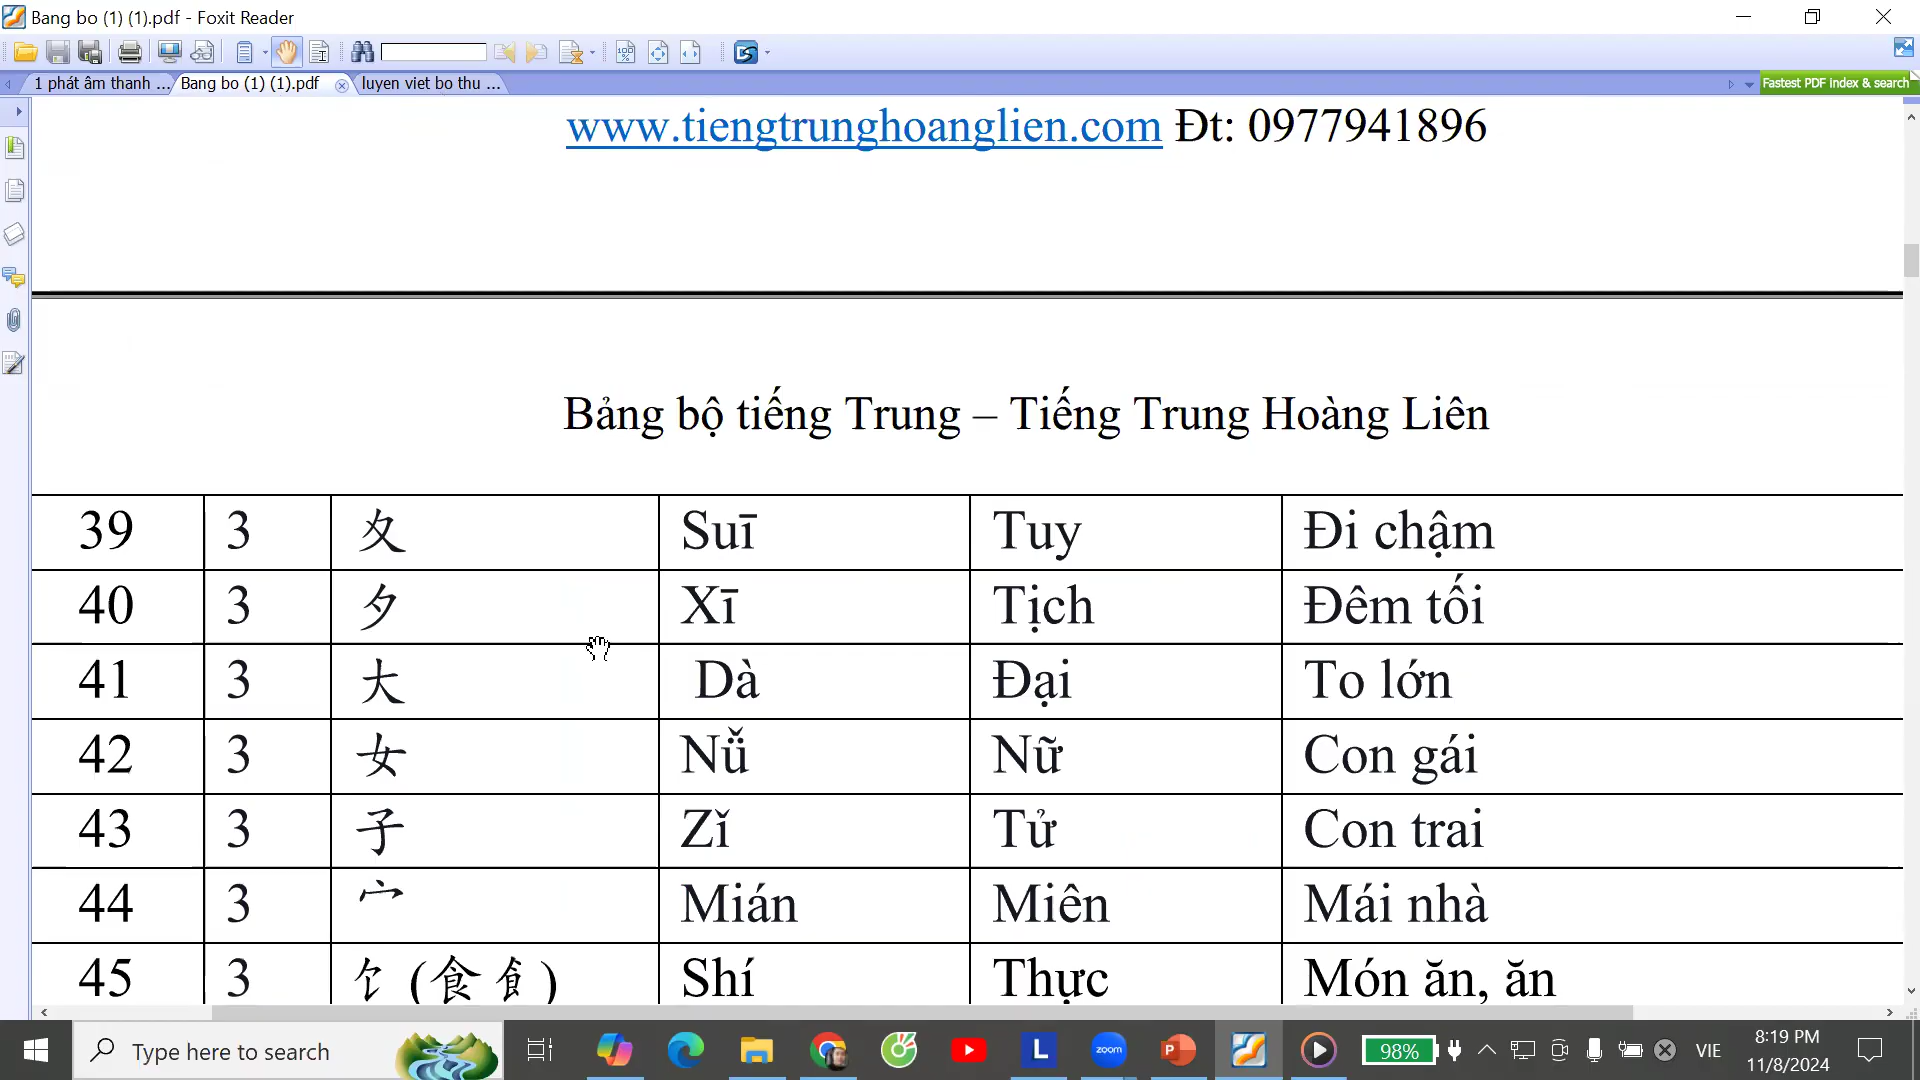 Bang bo (1) (1).pdf - Foxit Reader
1 phát âm thanh ... Bang bo (1) (1).pdf luyen viet bo thu ... Fastest PDF index & search
www.tiengtrunghoanglien.com Đt: 0977941896
Bảng bộ tiếng Trung – Tiếng Trung Hoàng Liên
39 3 夊 Suī Tuy Đi chậm
40 3 夕 Xī Tịch Đêm tối
41 3 大 Dà Đại To lớn
42 3 女 Nǚ Nữ Con gái
43 3 子 Zǐ Tử Con trai
44 3 宀 Mián Miên Mái nhà
45 3 饣(食 飠) Shí Thực Món ăn, ăn
Type here to search L zoom P 98% VIE 8:19 PM
11/8/2024